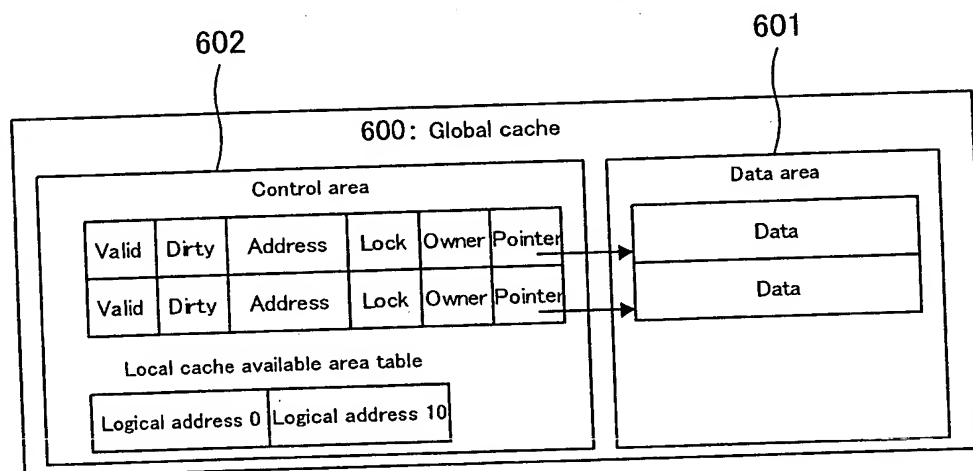 602
601
600: Global cache
Control area
Data area
Valid Dirty Address Lock Owner Pointer
Data
Valid Dirty Address Lock Owner Pointer
Data
Local cache available area table
Logical address 0 Logical address 10